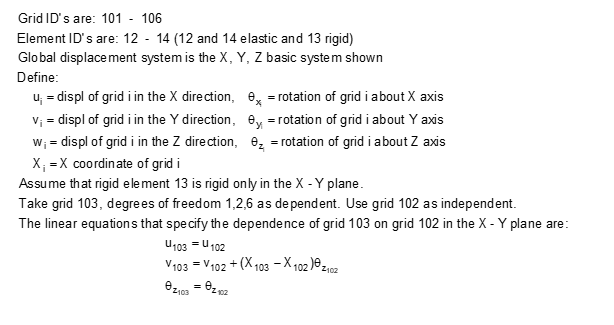 Grid ID's are: 101 - 106
Element ID's are: 12 - 14 (12 and 14 elastic and 13 rigid)
Global displacement system is the X, Y, Z basic system shown
Define:
uᵢ = displ of grid i in the X direction, θₓᵢ = rotation of grid i about X axis
vᵢ = displ of grid i in the Y direction, θ_yᵢ = rotation of grid i about Y axis
wᵢ = displ of grid i in the Z direction, θ_zᵢ = rotation of grid i about Z axis
Xᵢ = X coordinate of grid i
Assume that rigid element 13 is rigid only in the X - Y plane.
Take grid 103, degrees of freedom 1,2,6 as dependent. Use grid 102 as independent.
The linear equations that specify the dependence of grid 103 on grid 102 in the X - Y plane are:
u₁₀₃ = u₁₀₂
v₁₀₃ = v₁₀₂ + (X₁₀₃ − X₁₀₂)θ_z₁₀₂
θ_z₁₀₃ = θ_z₁₀₂